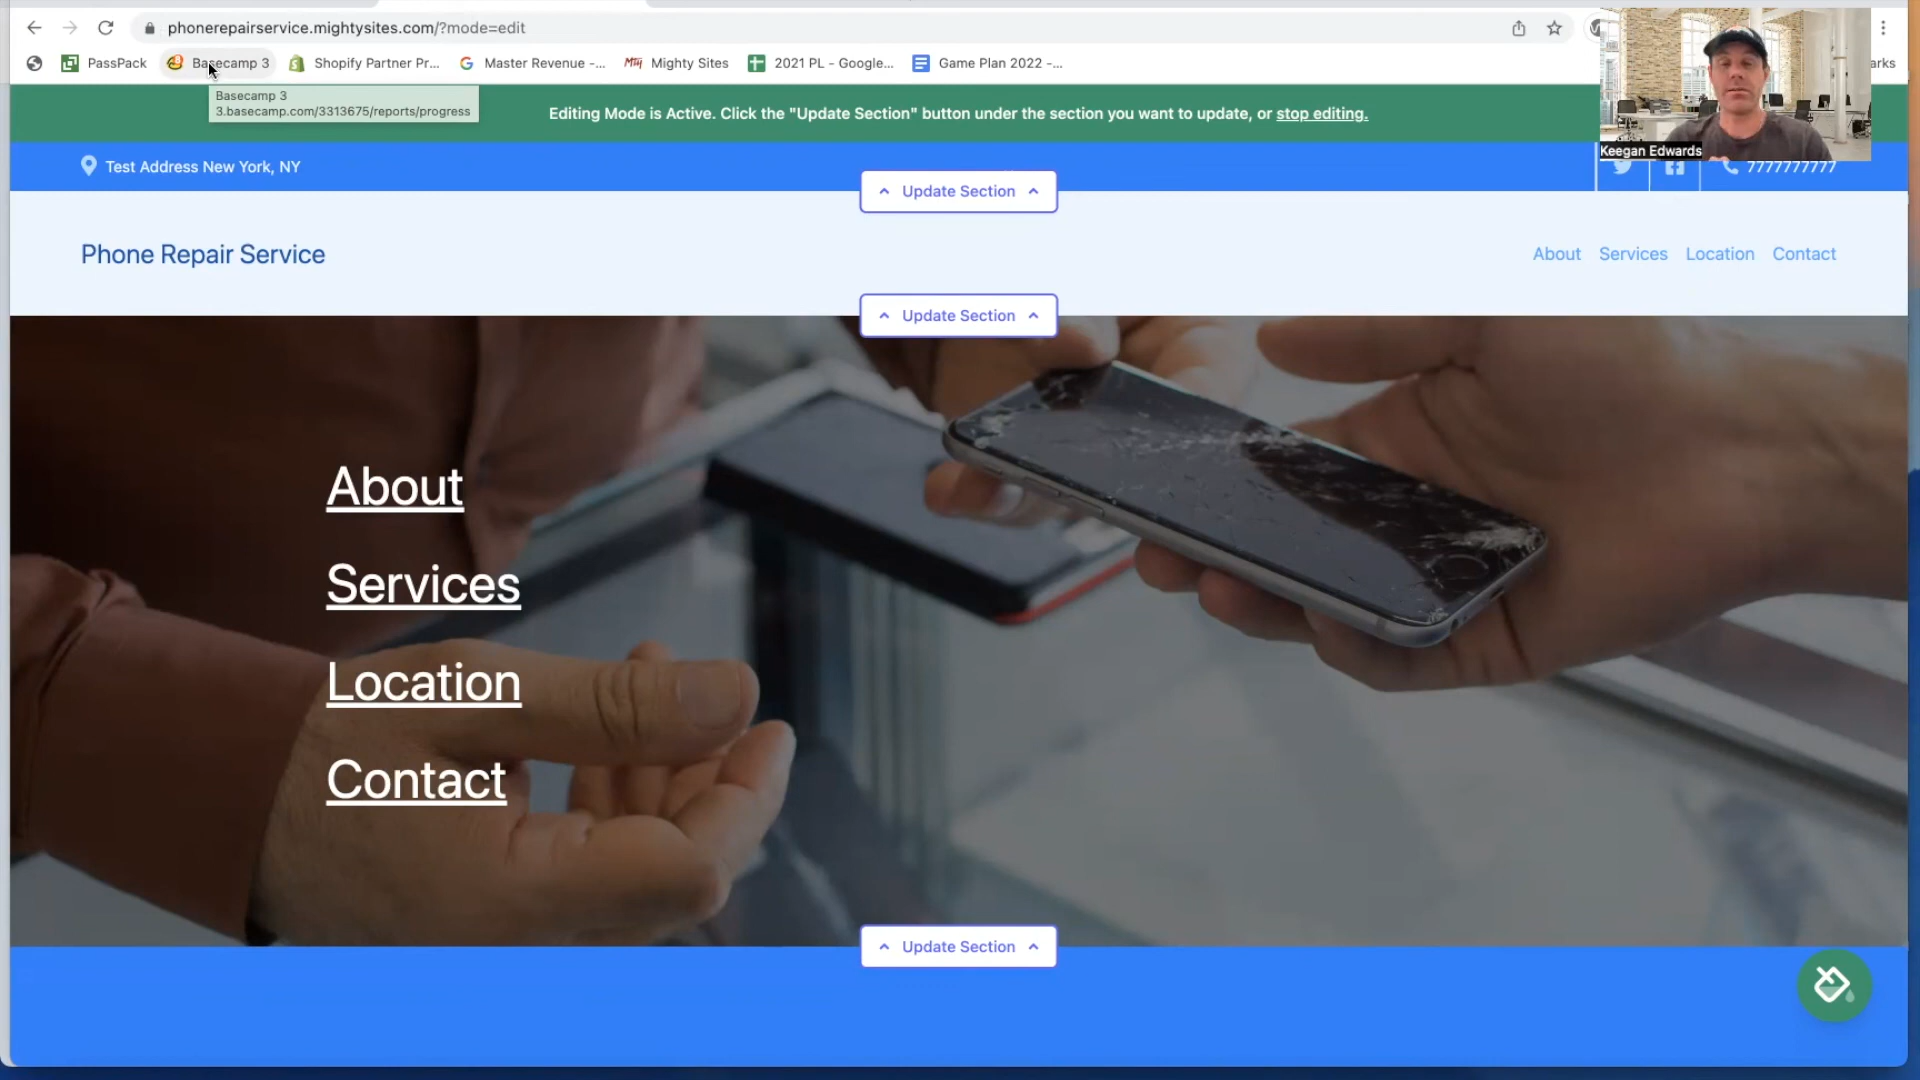 phonerepairservice.mightysites.com/?mode=edit
PassPack Basecamp 3 Shopify Partner Pr... Master Revenue -... Mighty Sites 2021 PL - Google... Game Plan 2022 -... arks
Basecamp 3
3.basecamp.com/3313675/reports/progress
Editing Mode is Active. Click the "Update Section" button under the section you want to update, or stop editing.
Keegan Edwards
Test Address New York, NY 7777777777
Update Section
Phone Repair Service About Services Location Contact
Update Section
About
Services
Location
Contact
Update Section